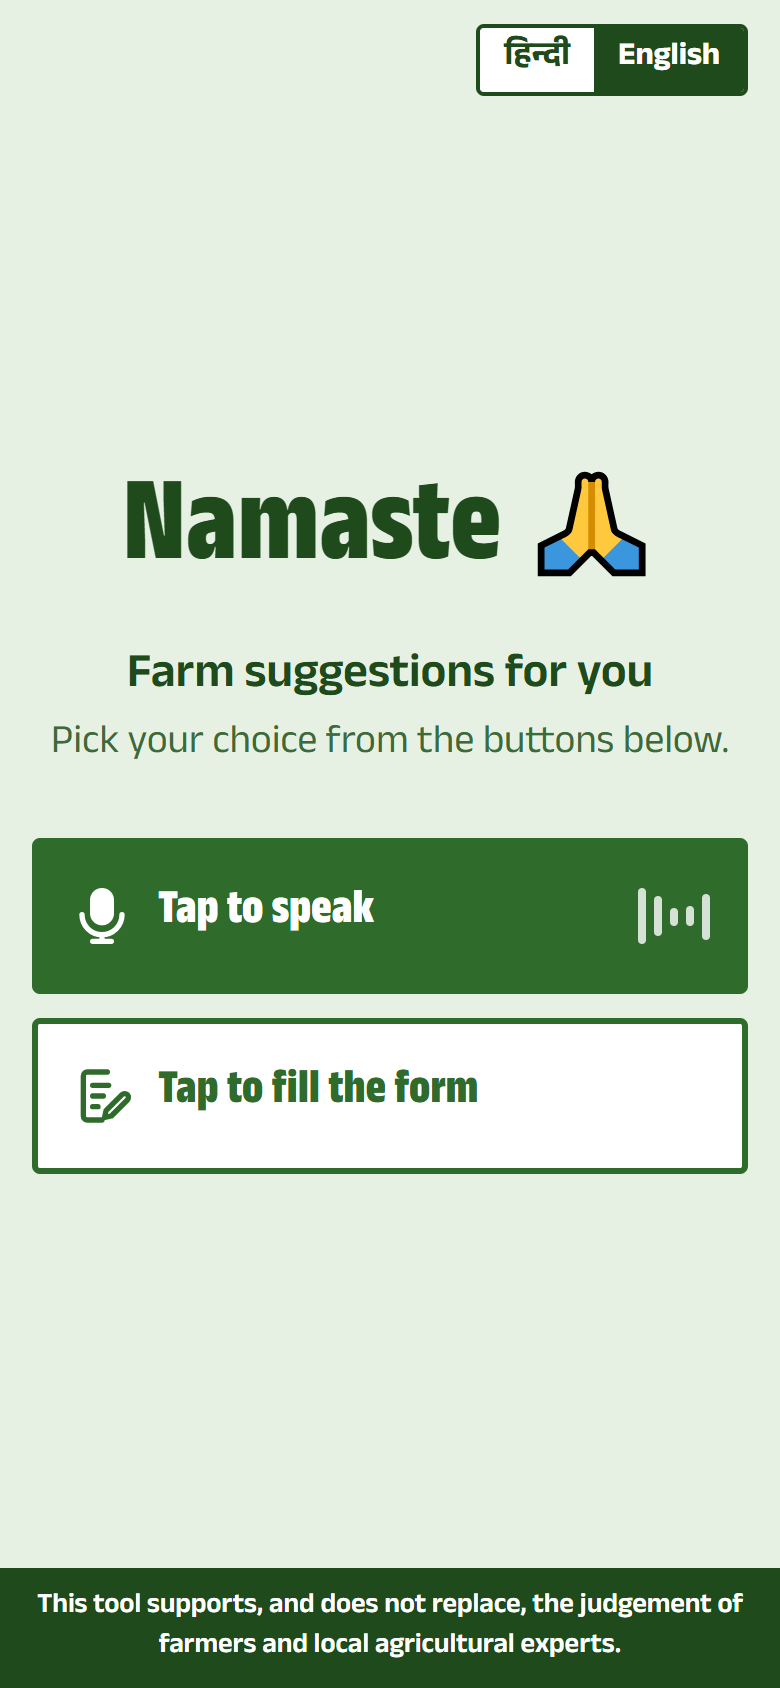 हिन्दी English
Namaste 🙏
Farm suggestions for you
Pick your choice from the buttons below.
Tap to speak
Tap to fill the form
This tool supports, and does not replace, the judgement of
farmers and local agricultural experts.